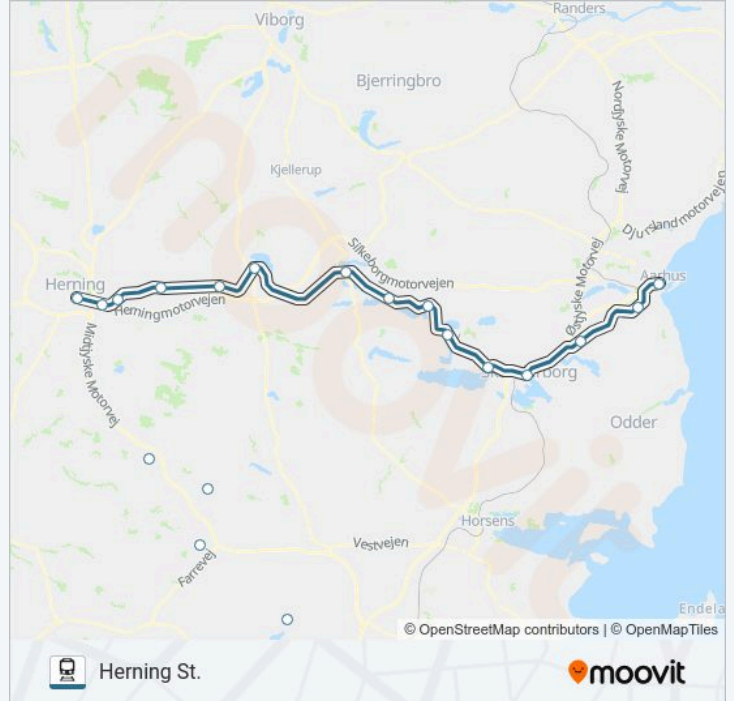 Randers
Viborg
Bjerringbro
Nordjyske Motorvej
Kjellerup
Djurslandmotorvejen
Silkeborgmotorvejen
Østjyske Motorvej
Aarhus
Herning
Herningmotorvejen
Midtjyske Motorvej
Odder
Horsens
Vestvejen
Farrevej
Endela
© OpenStreetMap contributors | © OpenMapTiles
Herning St.
moovit